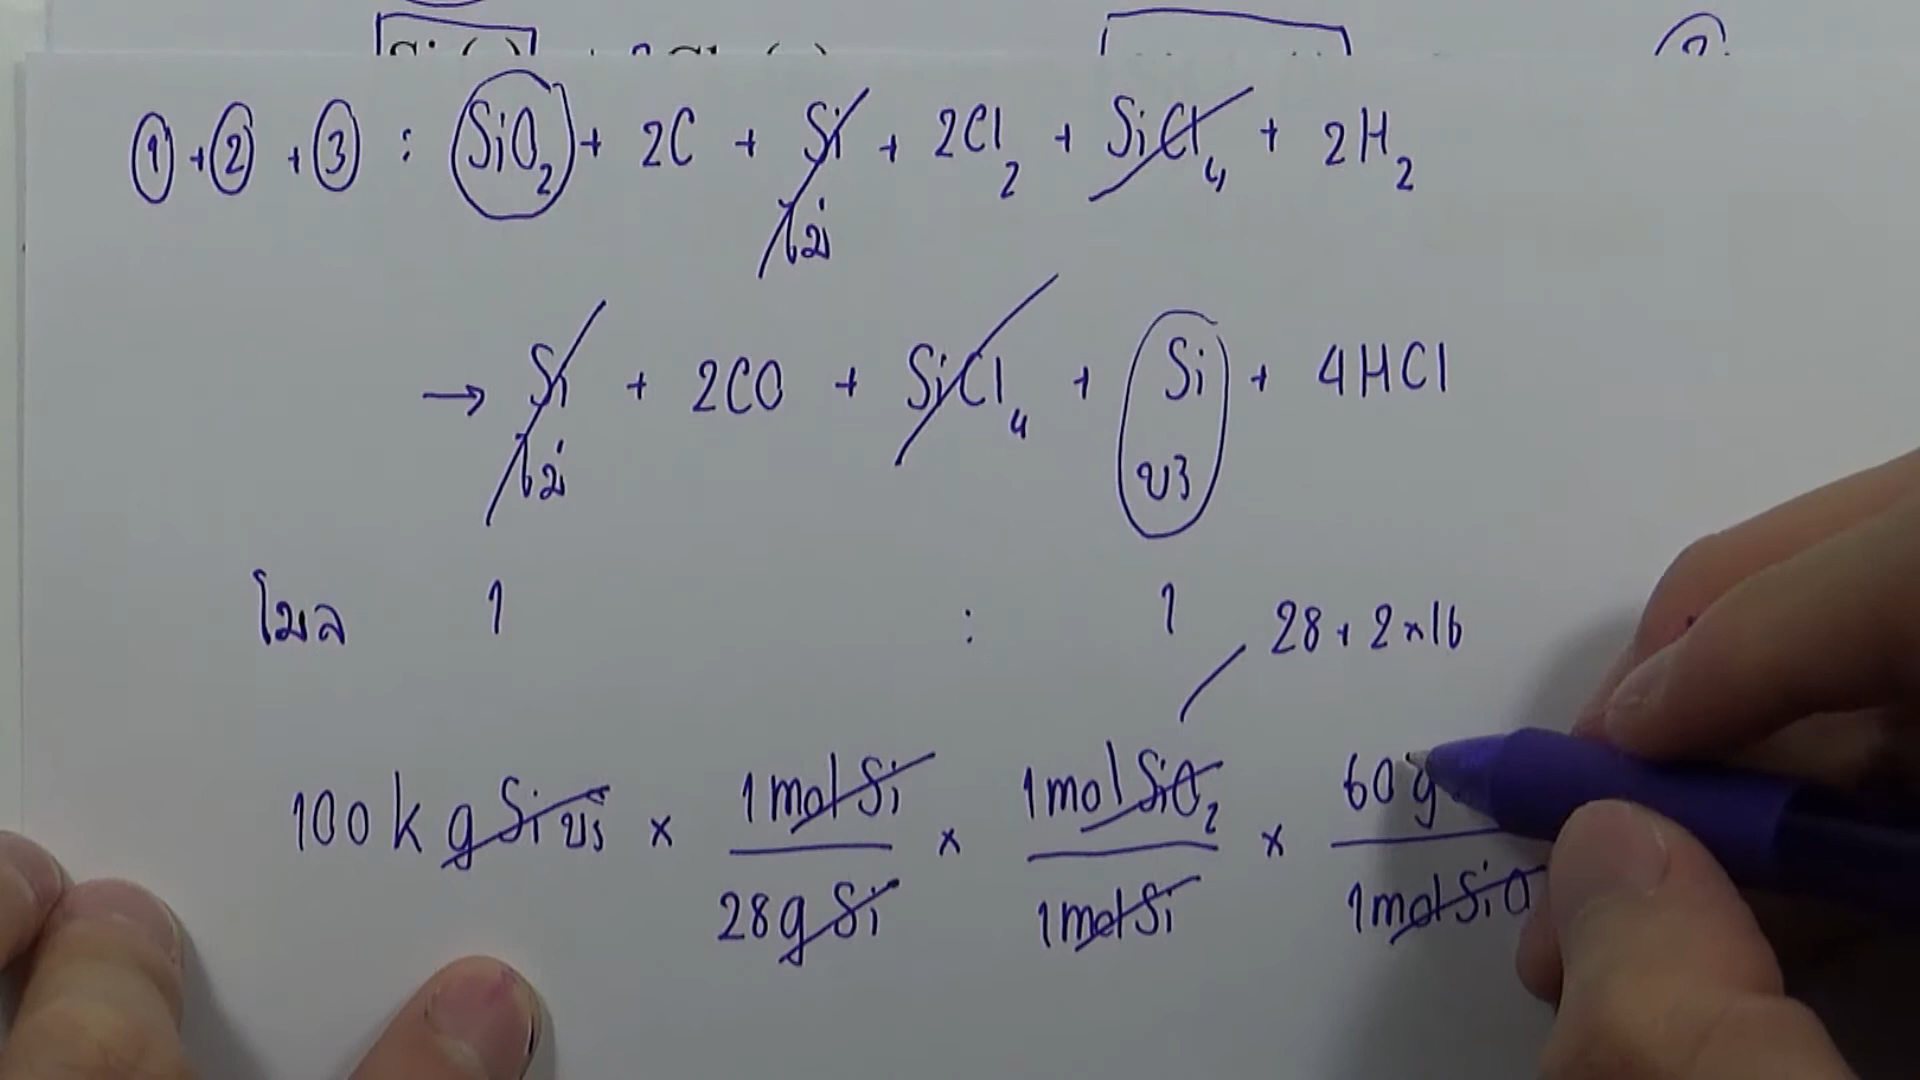 ①+②+③ : SiO₂ + 2C + Si + 2Cl₂ + SiCl₄ + 2H₂
ไม่
→ Si + 2CO + SiCl₄ + Si + 4HCl
ไม่ บริ
โมล 1 : 1 28 + 2×16
100 k g Si บริ × 1 mol Si / 28 g Si × 1 mol SiO₂ / 1 mol Si × 60 g / 1 mol SiO